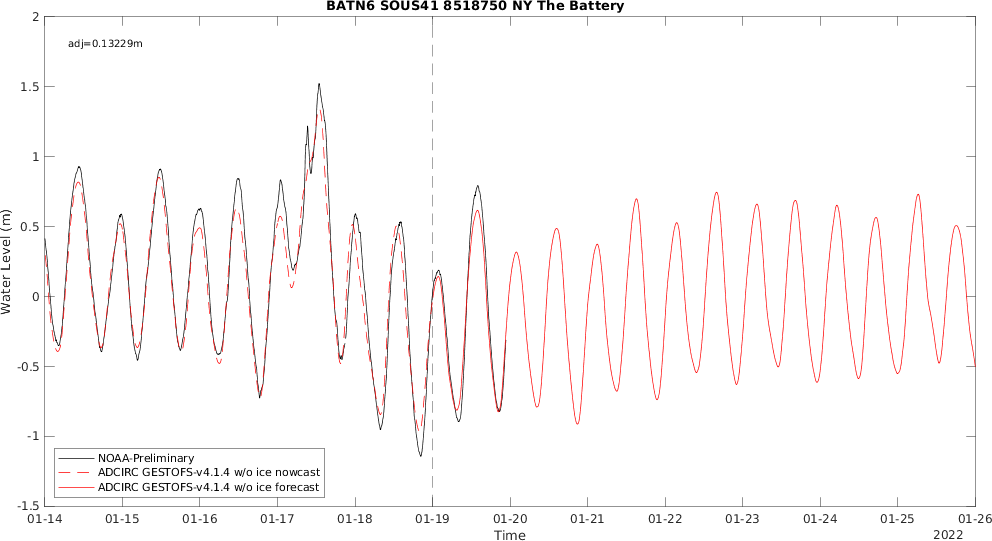 BATN6 SOUS41 8518750 NY The Battery
adj=0.13229m
2
1.5
1
0.5
0
-0.5
-1
-1.5
Water Level (m)
NOAA-Preliminary
ADCIRC GESTOFS-v4.1.4 w/o ice nowcast
ADCIRC GESTOFS-v4.1.4 w/o ice forecast
01-14 01-15 01-16 01-17 01-18 01-19 01-20 01-21 01-22 01-23 01-24 01-25 01-26
Time
2022